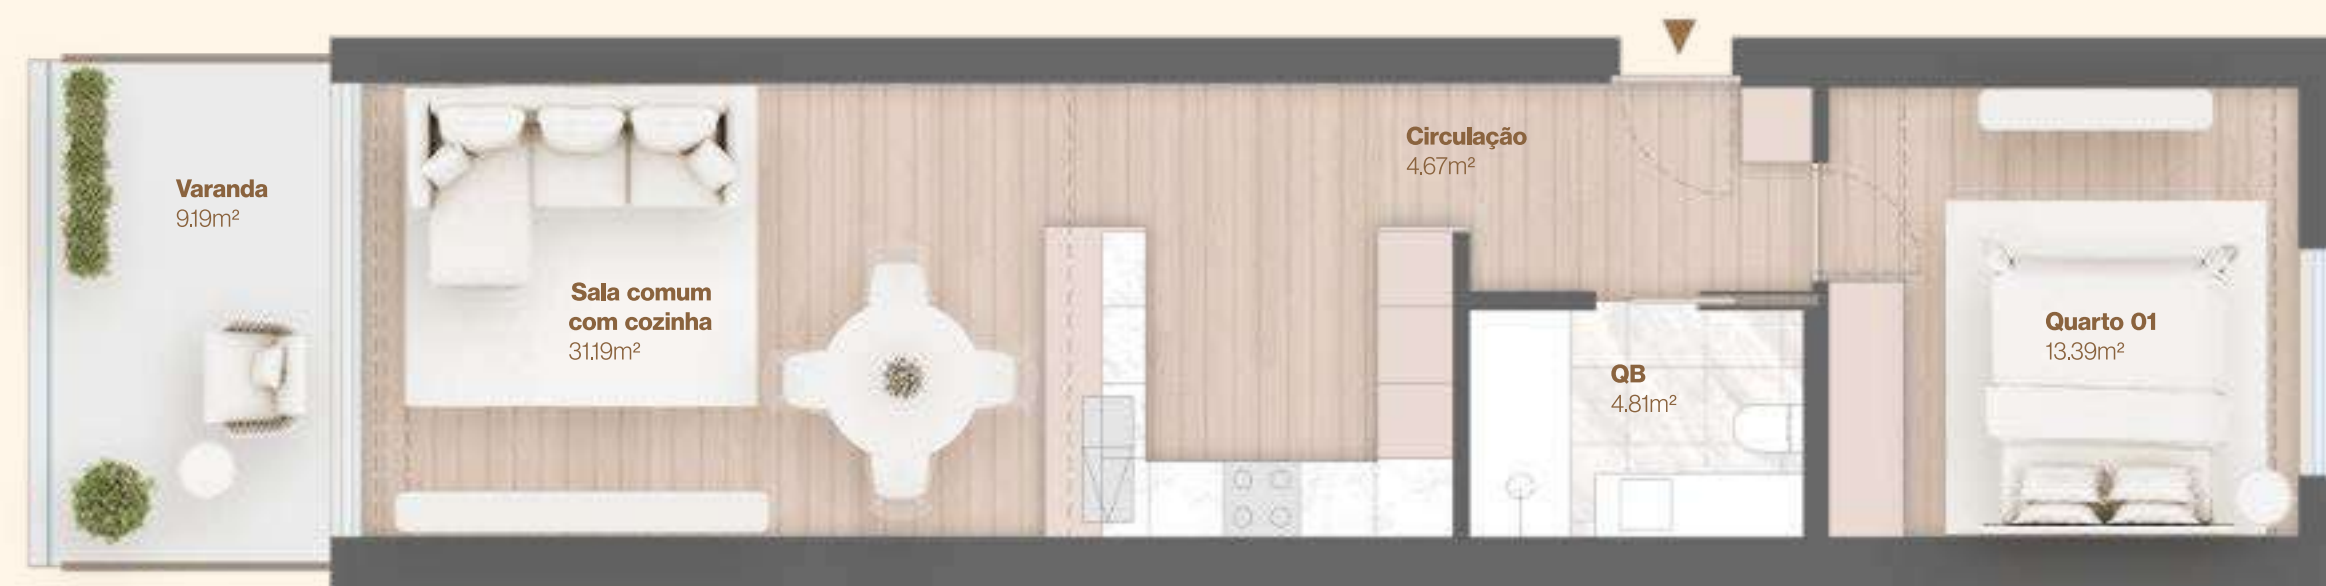 Varanda
9.19m²
Sala comum
com cozinha
31.19m²
Circulação
4.67m²
QB
4.81m²
Quarto 01
13.39m²